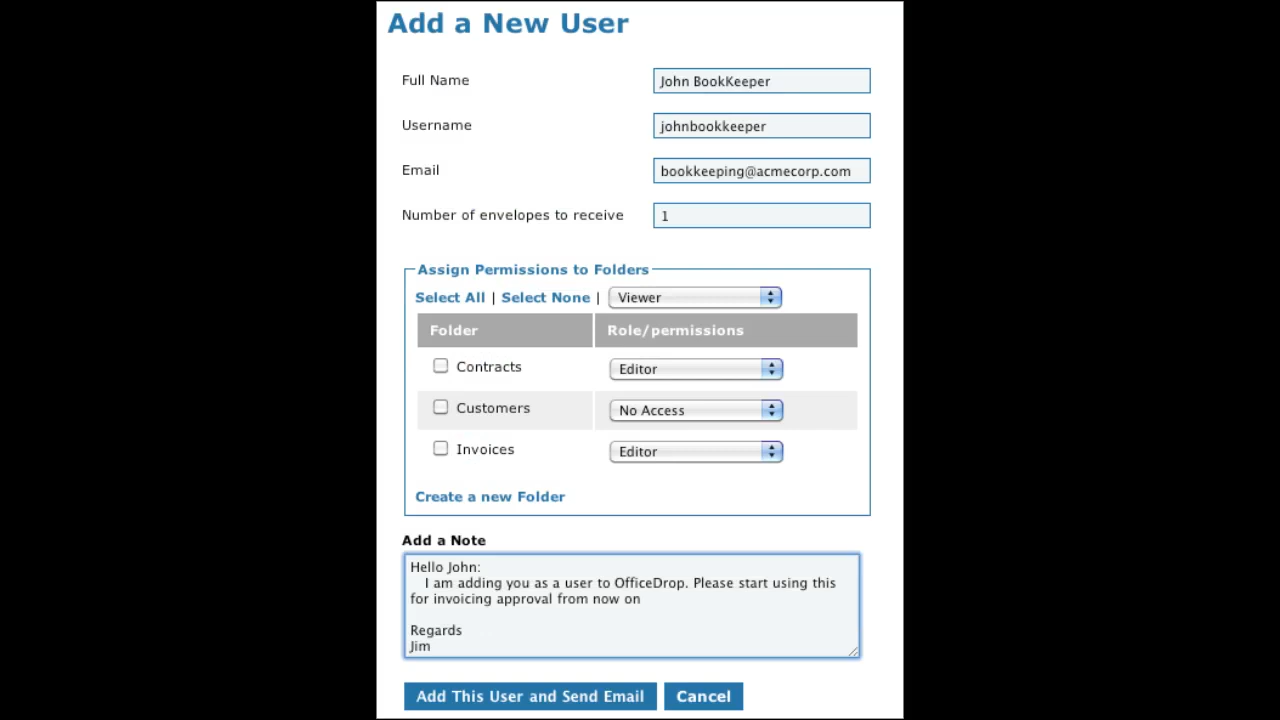 Add a New User
Full Name
John BookKeeper
Username
johnbookkeeper
Email
bookkeeping@acmecorp.com
Number of envelopes to receive
1
Assign Permissions to Folders
Select All | Select None | Viewer
Folder Role/permissions
Contracts Editor
Customers No Access
Invoices Editor
Create a new Folder
Add a Note
Hello John:
I am adding you as a user to OfficeDrop. Please start using this
for invoicing approval from now on
Regards
Jim
Add This User and Send Email Cancel